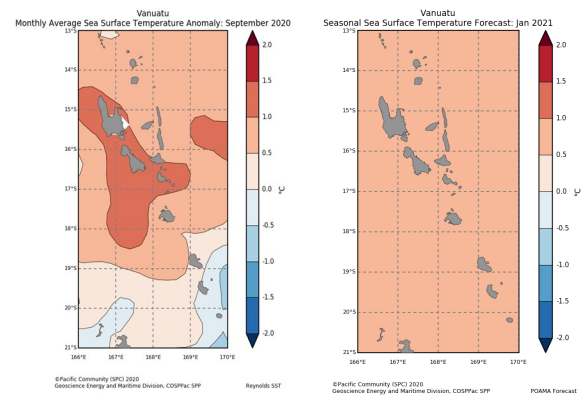 Vanuatu
Monthly Average Sea Surface Temperature Anomaly: September 2020
13°S
14°S
15°S
16°S
17°S
18°S
19°S
20°S
21°S
166°E 167°E 168°E 169°E 170°E
2.0
1.5
1.0
0.5
0.0
-0.5
-1.0
-1.5
-2.0
°C
©Pacific Community (SPC) 2020
Geoscience Energy and Maritime Division, COSPPac SPP Reynolds SST
Vanuatu
Seasonal Sea Surface Temperature Forecast: Jan 2021
13°S
14°S
15°S
16°S
17°S
18°S
19°S
20°S
21°S
166°E 167°E 168°E 169°E 170°E
2.0
1.5
1.0
0.5
0.0
-0.5
-1.0
-1.5
-2.0
°C
©Pacific Community (SPC) 2020
Geoscience Energy and Maritime Division, COSPPac SPP POAMA Forecast